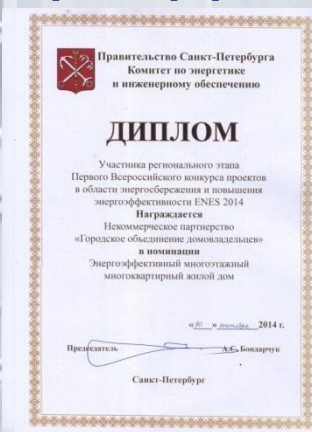 Правительство Санкт-Петербурга
Комитет по энергетике
и инженерному обеспечению
ДИПЛОМ
Участника регионального этапа
Первого Всероссийского конкурса проектов
в области энергосбережения и повышения
энергоэффективности ENES 2014
Награждается
Некоммерческое партнерство
«Городское объединение домовладельцев»
в номинации
Энергоэффективный многоэтажный
многоквартирный жилой дом
«30» сентября 2014 г.
Председатель А.С. Бондарчук
Санкт-Петербург